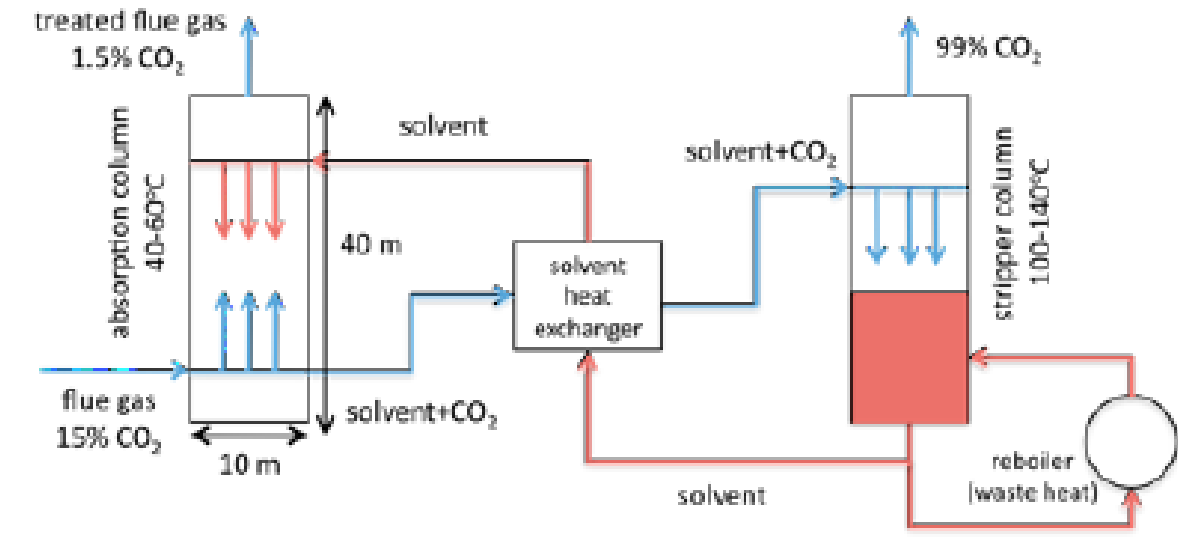 treated flue gas
1.5% CO₂
99% CO₂
absorption column
40-60°C
solvent
40 m
solvent+CO₂
stripper column
100-140°C
solvent
heat
exchanger
flue gas
15% CO₂
solvent+CO₂
10 m
reboiler
(waste heat)
solvent